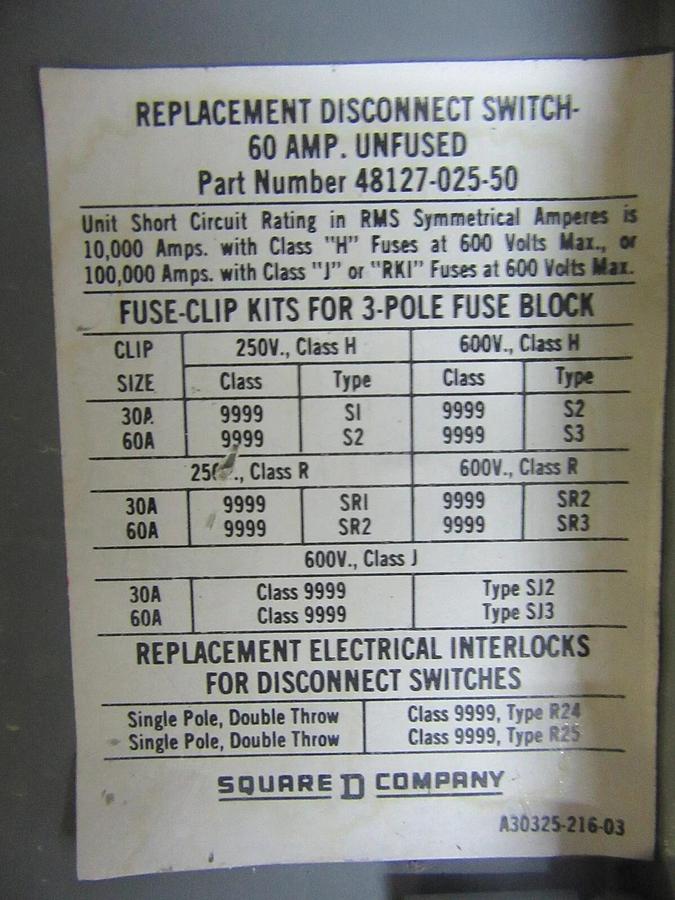 REPLACEMENT DISCONNECT SWITCH-
60 AMP. UNFUSED
Part Number 48127-025-50
Unit Short Circuit Rating in RMS Symmetrical Amperes is
10,000 Amps. with Class "H" Fuses at 600 Volts Max., or
100,000 Amps. with Class "J" or "RKI" Fuses at 600 Volts Max.
FUSE-CLIP KITS FOR 3-POLE FUSE BLOCK
CLIP 250V., Class H 600V., Class H
SIZE Class Type Class Type
30A 9999 SI 9999 S2
60A 9999 S2 9999 S3
250V., Class R 600V., Class R
30A 9999 SRI 9999 SR2
60A 9999 SR2 9999 SR3
600V., Class J
30A Class 9999 Type SJ2
60A Class 9999 Type SJ3
REPLACEMENT ELECTRICAL INTERLOCKS
FOR DISCONNECT SWITCHES
Single Pole, Double Throw Class 9999, Type R24
Single Pole, Double Throw Class 9999, Type R25
SQUARE D COMPANY
A30325-216-03